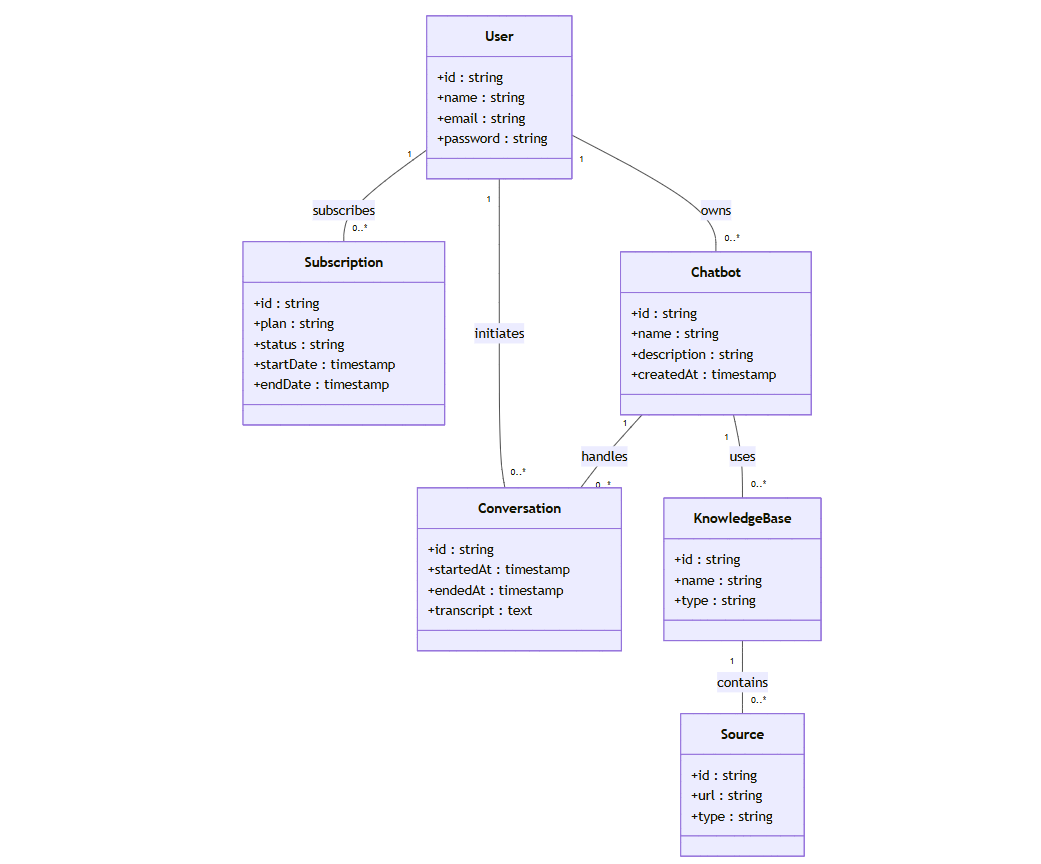 User
+id : string
+name : string
+email : string
+password : string
1
1
1
subscribes
owns
0..*
0..*
Subscription
+id : string
+plan : string
+status : string
+startDate : timestamp
+endDate : timestamp
initiates
Chatbot
+id : string
+name : string
+description : string
+createdAt : timestamp
1
1
handles
uses
0..*
0..*
0..*
Conversation
+id : string
+startedAt : timestamp
+endedAt : timestamp
+transcript : text
KnowledgeBase
+id : string
+name : string
+type : string
1
contains
0..*
Source
+id : string
+url : string
+type : string